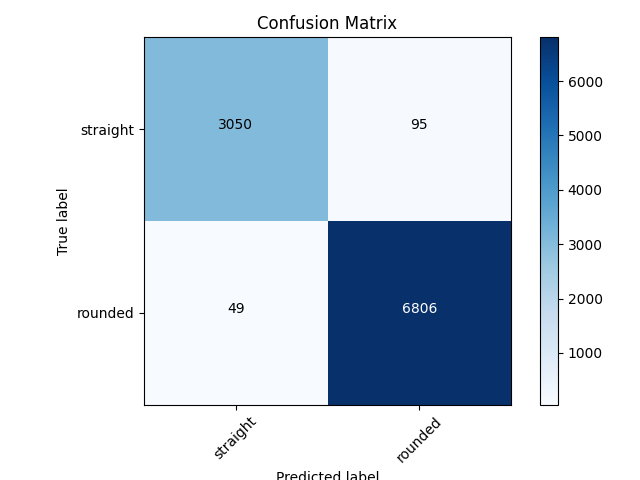 Confusion Matrix
True label
straight
3050
95
rounded
49
6806
straight
rounded
Predicted label
6000
5000
4000
3000
2000
1000